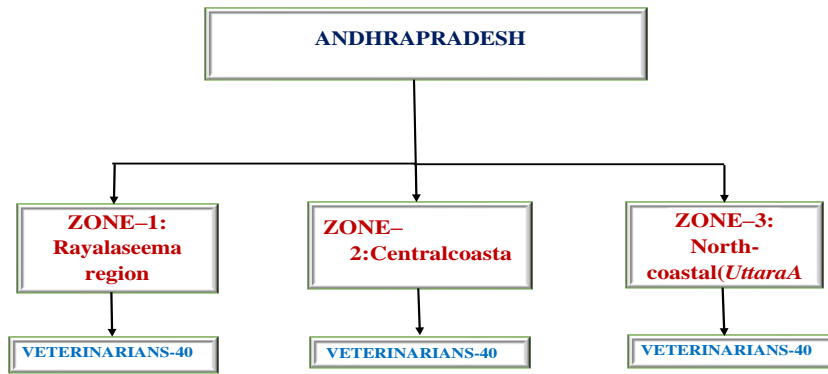 ANDHRAPRADESH
ZONE–1:
Rayalaseema
region
ZONE–
2:Centralcoasta
ZONE–3:
North-
coastal(UttaraA
VETERINARIANS-40
VETERINARIANS-40
VETERINARIANS-40